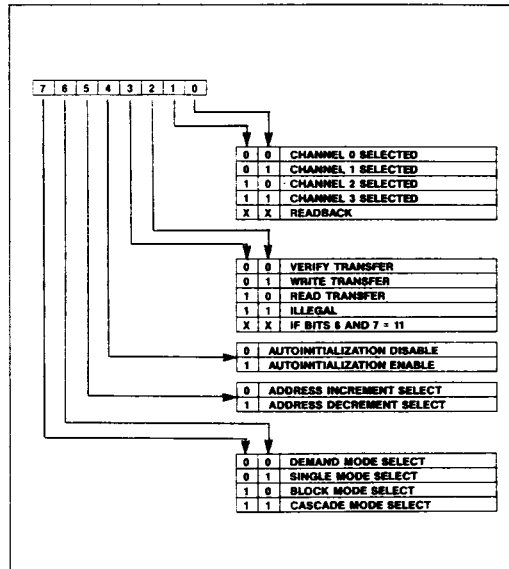 7 6 5 4 3 2 1 0
0 0 CHANNEL 0 SELECTED
0 1 CHANNEL 1 SELECTED
1 0 CHANNEL 2 SELECTED
1 1 CHANNEL 3 SELECTED
X X READBACK
0 0 VERIFY TRANSFER
0 1 WRITE TRANSFER
1 0 READ TRANSFER
1 1 ILLEGAL
X X IF BITS 6 AND 7 = 11
0 AUTOINITIALIZATION DISABLE
1 AUTOINITIALIZATION ENABLE
0 ADDRESS INCREMENT SELECT
1 ADDRESS DECREMENT SELECT
0 0 DEMAND MODE SELECT
0 1 SINGLE MODE SELECT
1 0 BLOCK MODE SELECT
1 1 CASCADE MODE SELECT